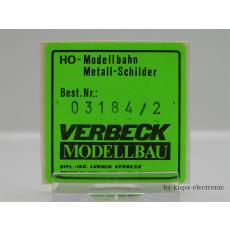 HO-Modellbahn
Metall-Schilder
Best.Nr.:
03184/2
VERBECK
MODELLBAU
DIPL.-ING. LUDWIG VERBECK
by kupa-electronic